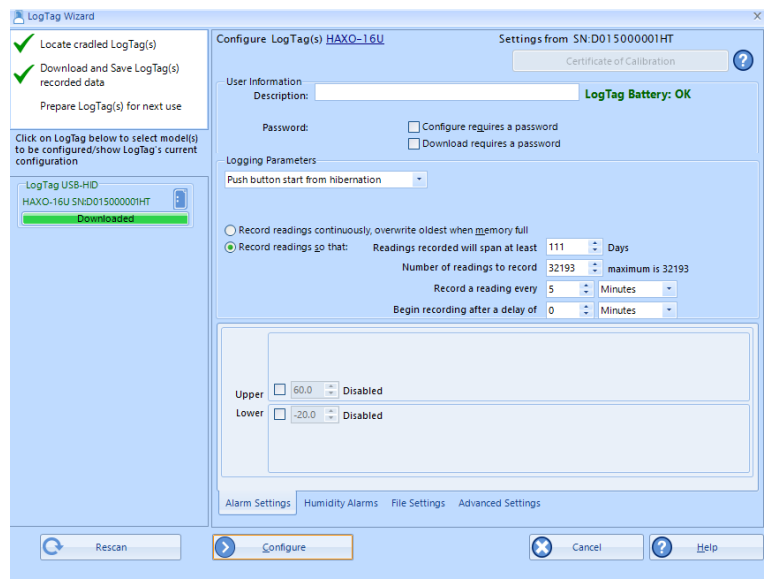 LogTag Wizard
Locate cradled LogTag(s)
Download and Save LogTag(s)
recorded data
Prepare LogTag(s) for next use
Click on LogTag below to select model(s)
to be configured/show LogTag's current
configuration
LogTag USB-HID
HAXO-16U SN:D015000001HT
Downloaded
Configure LogTag(s) HAXO-16U
Settings from SN:D015000001HT
Certificate of Calibration
?
User Information
Description:
LogTag Battery: OK
Password:
Configure requires a password
Download requires a password
Logging Parameters
Push button start from hibernation
Record readings continuously, overwrite oldest when memory full
Record readings so that: Readings recorded will span at least 111 Days
Number of readings to record 32193 maximum is 32193
Record a reading every 5 Minutes
Begin recording after a delay of 0 Minutes
Upper 60.0 Disabled
Lower -20.0 Disabled
Alarm Settings Humidity Alarms File Settings Advanced Settings
Rescan Configure Cancel ? Help